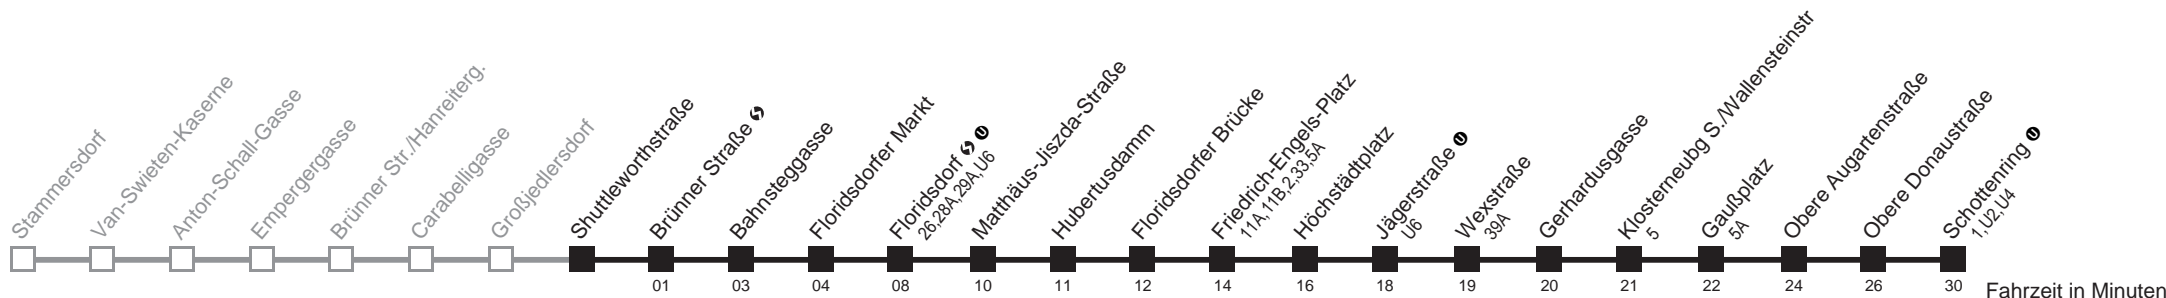 Stammersdorf
Van-Swieten-Kaserne
Anton-Schall-Gasse
Empergergasse
Brünner Str./Hanreiterg.
Carabelligasse
Großjedlersdorf
Shuttleworthstraße
Brünner Straße
Bahnsteggasse
Floridsdorfer Markt
Floridsdorf
26,28A,29A,U6
Matthäus-Jiszda-Straße
Hubertusdamm
Floridsdorfer Brücke
Friedrich-Engels-Platz
11A,11B,2,33,5A
Höchstädtplatz
Jägerstraße
U6
Wexstraße
39A
Gerhardusgasse
Klosterneubg S./Wallensteinstr
5
Gaußplatz
5A
Obere Augartenstraße
Obere Donaustraße
Schottenring
1,U2,U4
01 03 04 08 10 11 12 14 16 18 19 20 21 22 24 26 30 Fahrzeit in Minuten